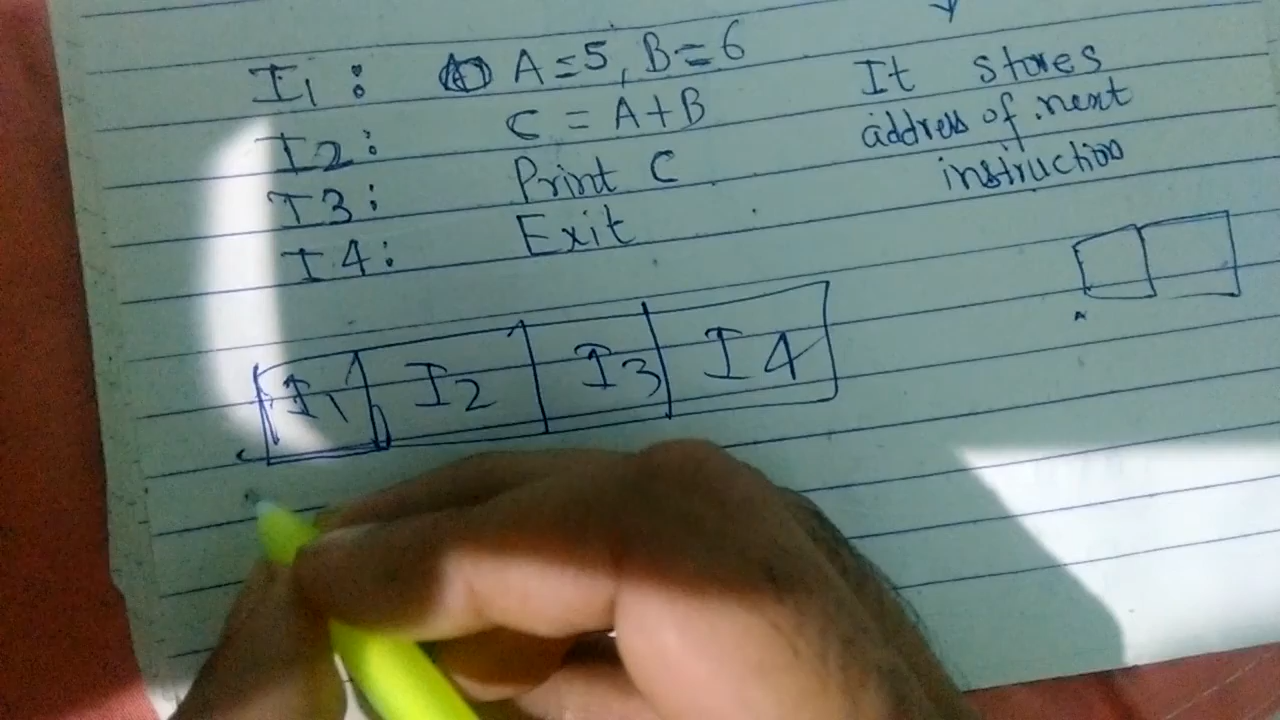 I1: A=5, B=6
I2: C = A+B
I3: Print C
I4: Exit
It stores
address of next
instruction
I1 I2 I3 I4